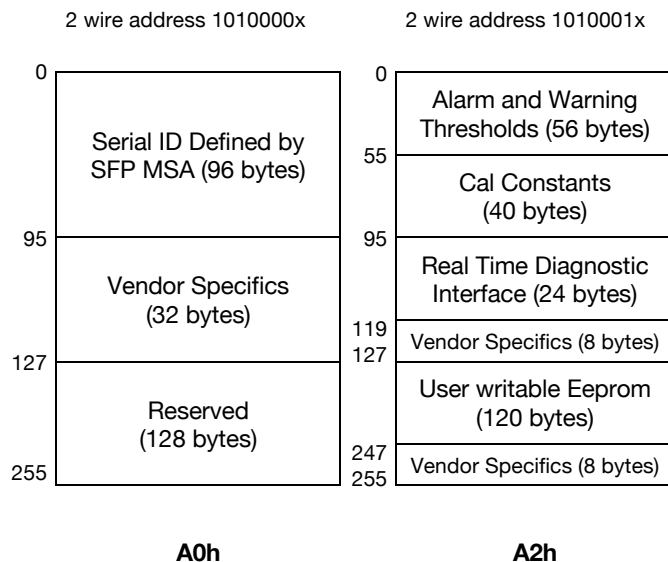 2 wire address 1010000x
0
Serial ID Defined by
SFP MSA (96 bytes)
95
Vendor Specifics
(32 bytes)
127
Reserved
(128 bytes)
255
A0h
2 wire address 1010001x
0
Alarm and Warning
Thresholds (56 bytes)
55
Cal Constants
(40 bytes)
95
Real Time Diagnostic
Interface (24 bytes)
119
Vendor Specifics (8 bytes)
127
User writable Eeprom
(120 bytes)
247
Vendor Specifics (8 bytes)
255
A2h